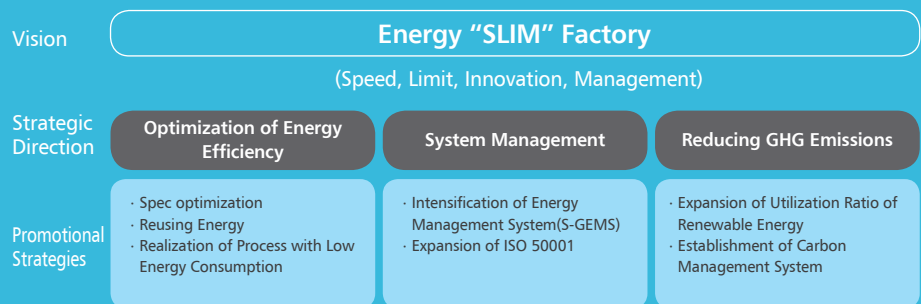 Vision
Energy “SLIM” Factory
(Speed, Limit, Innovation, Management)
Strategic
Direction
Optimization of Energy
Efficiency
System Management
Reducing GHG Emissions
Promotional
Strategies
· Spec optimization
· Reusing Energy
· Realization of Process with Low
Energy Consumption
· Intensification of Energy
Management System(S-GEMS)
· Expansion of ISO 50001
· Expansion of Utilization Ratio of
Renewable Energy
· Establishment of Carbon
Management System